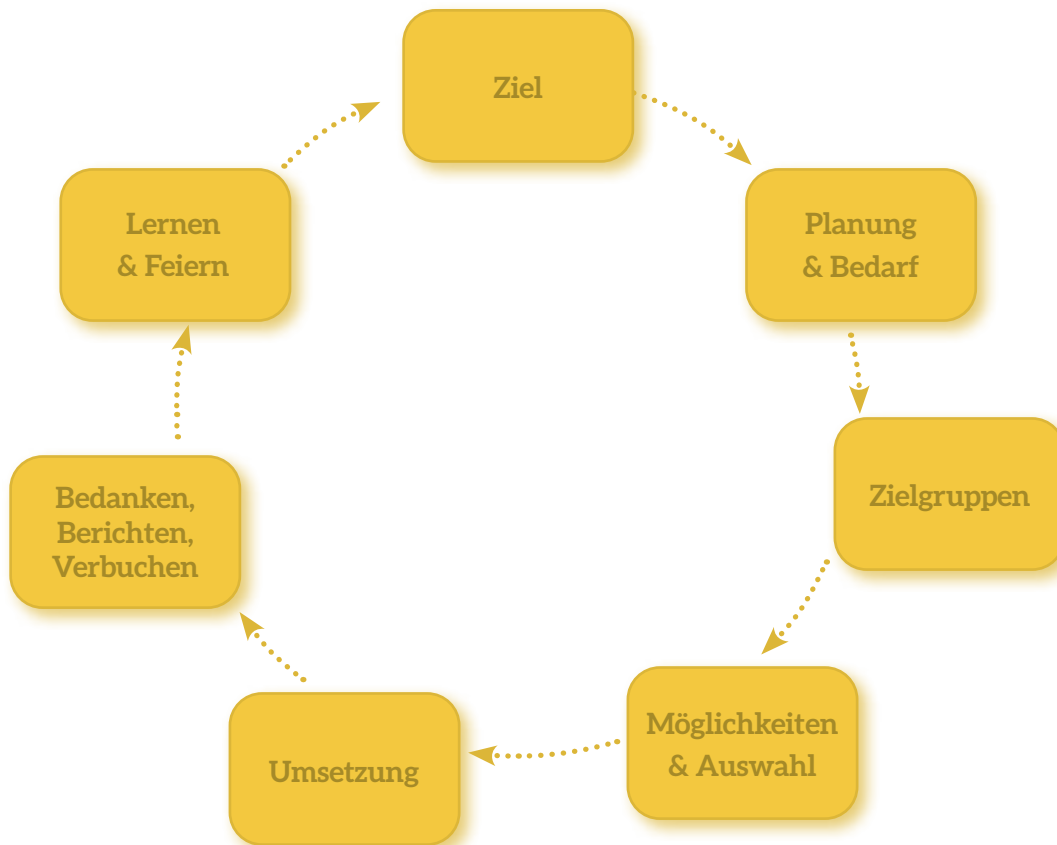 Ziel
Planung
& Bedarf
Zielgruppen
Möglichkeiten
& Auswahl
Umsetzung
Bedanken,
Berichten,
Verbuchen
Lernen
& Feiern